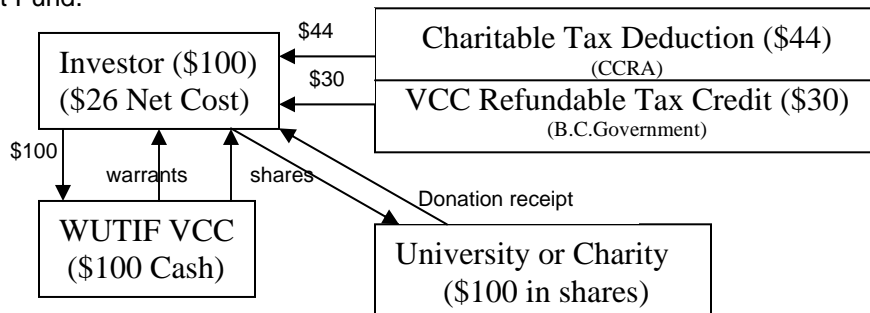 t Fund.
$44
Charitable Tax Deduction ($44)
(CCRA)
Investor ($100)
($26 Net Cost)
$30
VCC Refundable Tax Credit ($30)
(B.C.Government)
$100
warrants
shares
Donation receipt
WUTIF VCC
($100 Cash)
University or Charity
($100 in shares)